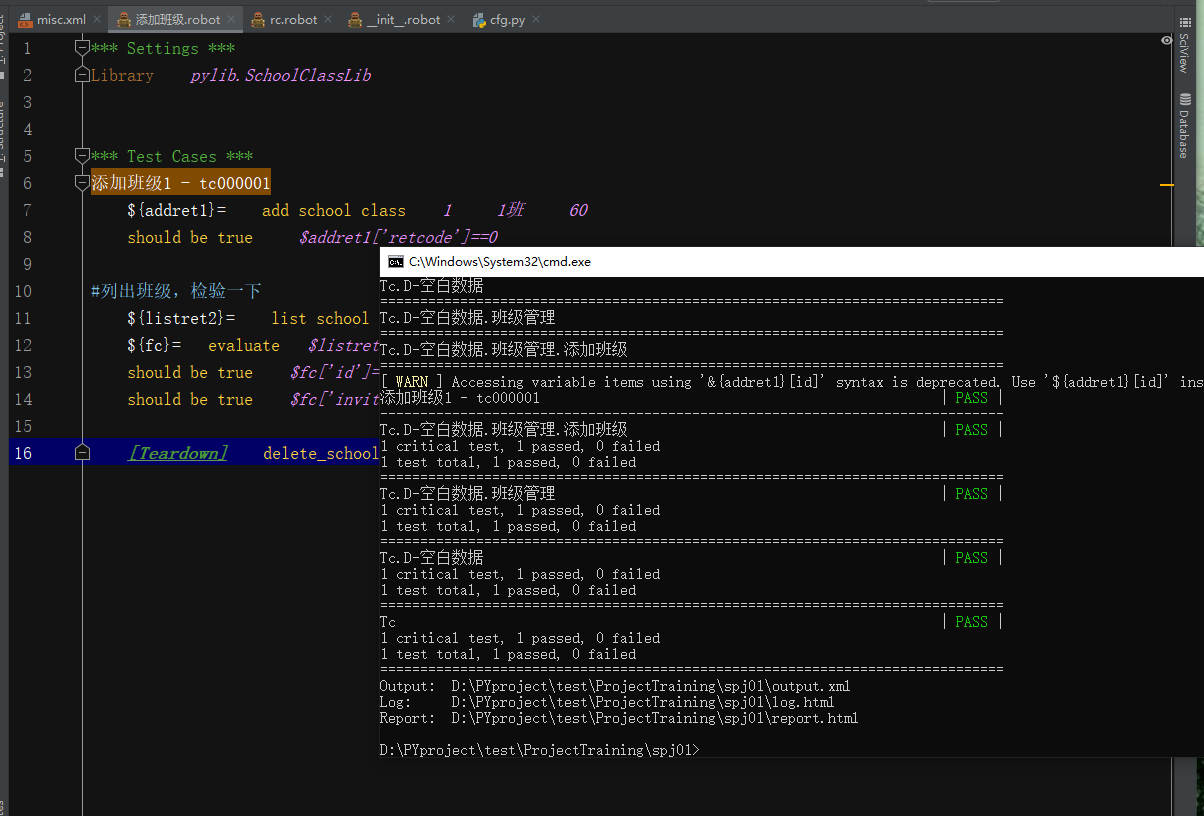 misc.xml
添加班级.robot
rc.robot
__init__.robot
cfg.py
1 *** Settings ***
2 Library pylib.SchoolClassLib
3
4
5 *** Test Cases ***
6 添加班级1 - tc000001
7 ${addret1}= add school class 1 1班 60
8 should be true $addret1['retcode']==0
9
10 #列出班级，检验一下
11 ${listret2}= list school
12 ${fc}= evaluate $listret
13 should be true $fc['id']=
14 should be true $fc['invit
15
16 [Teardown] delete_school
SciView
Database
C:\Windows\System32\cmd.exe
Tc.D-空白数据
==============================================================================
Tc.D-空白数据.班级管理
==============================================================================
Tc.D-空白数据.班级管理.添加班级
==============================================================================
[ WARN ] Accessing variable items using '&{addret1}[id]' syntax is deprecated. Use '${addret1}[id]' ins
添加班级1 - tc000001 | PASS |
------------------------------------------------------------------------------
Tc.D-空白数据.班级管理.添加班级 | PASS |
1 critical test, 1 passed, 0 failed
1 test total, 1 passed, 0 failed
==============================================================================
Tc.D-空白数据.班级管理 | PASS |
1 critical test, 1 passed, 0 failed
1 test total, 1 passed, 0 failed
==============================================================================
Tc.D-空白数据 | PASS |
1 critical test, 1 passed, 0 failed
1 test total, 1 passed, 0 failed
==============================================================================
Tc | PASS |
1 critical test, 1 passed, 0 failed
1 test total, 1 passed, 0 failed
==============================================================================
Output: D:\PYproject\test\ProjectTraining\spj01\output.xml
Log: D:\PYproject\test\ProjectTraining\spj01\log.html
Report: D:\PYproject\test\ProjectTraining\spj01\report.html
D:\PYproject\test\ProjectTraining\spj01>